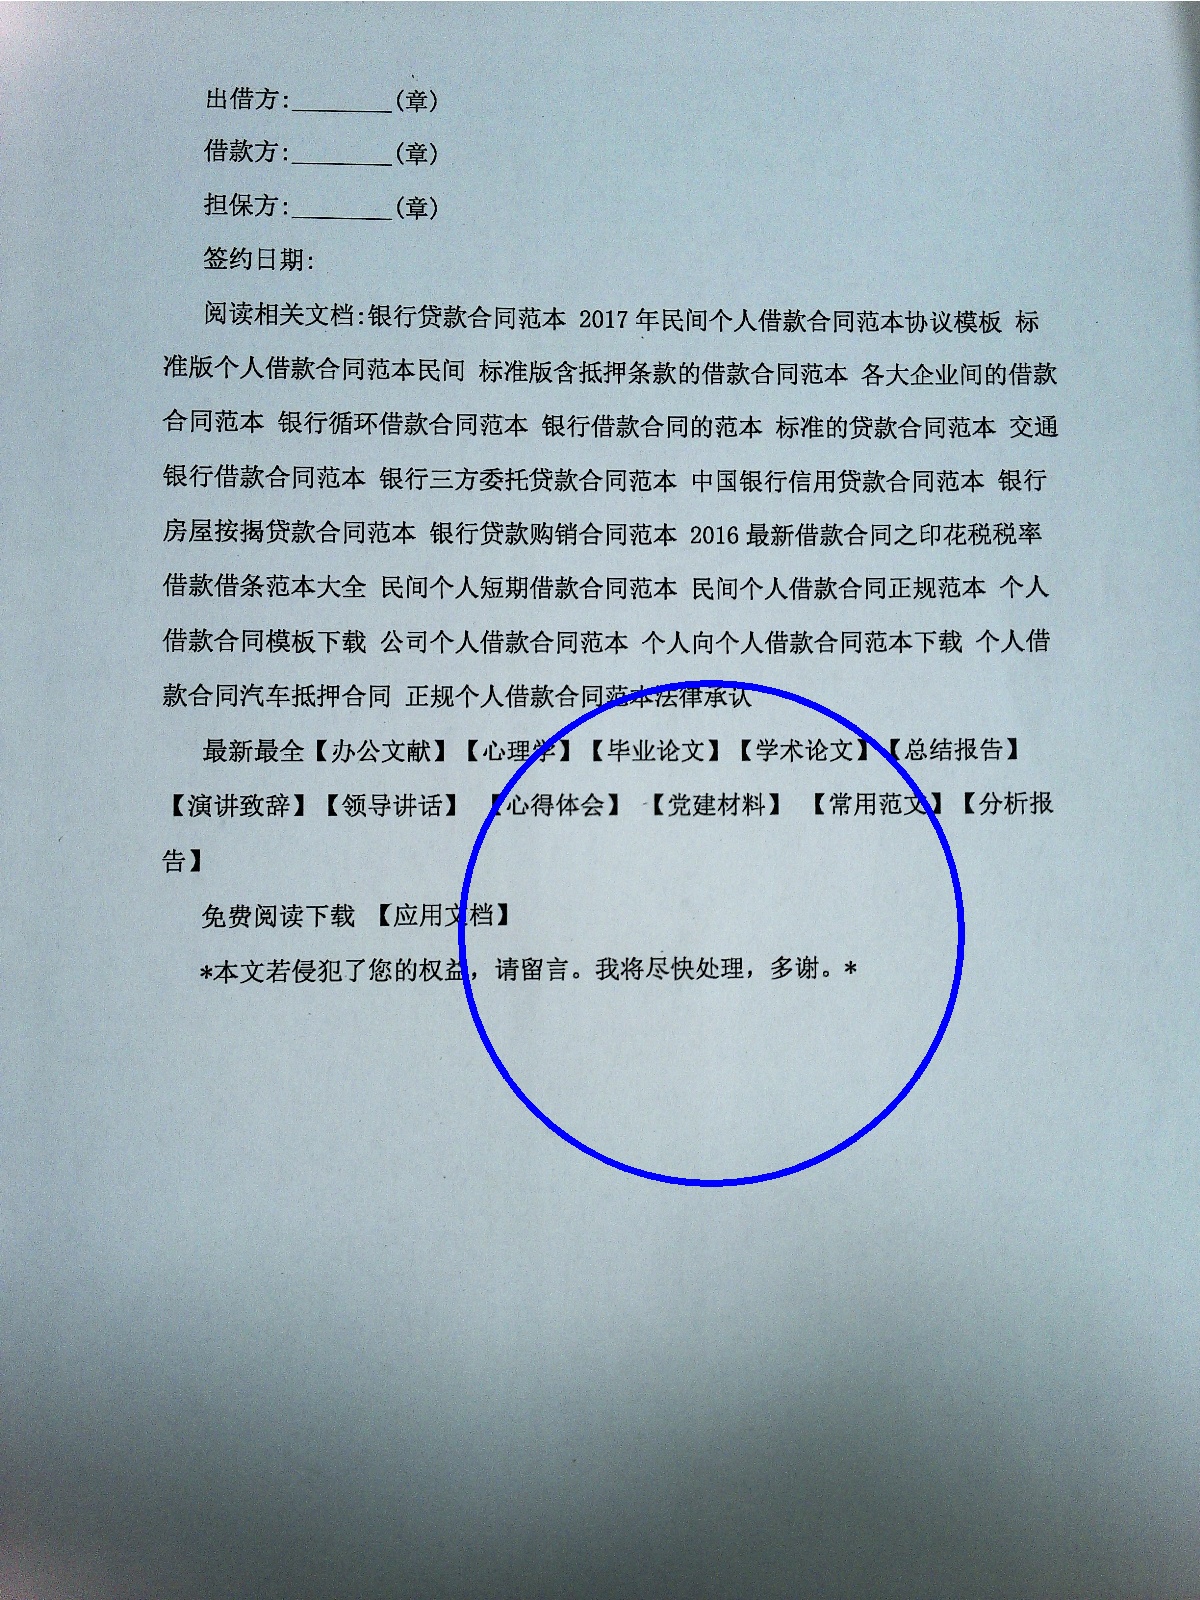 出借方:________(章)
借款方:________(章)
担保方:________(章)
签约日期:
阅读相关文档:银行贷款合同范本 2017年民间个人借款合同范本协议模板 标
准版个人借款合同范本民间 标准版含抵押条款的借款合同范本 各大企业间的借款
合同范本 银行循环借款合同范本 银行借款合同的范本 标准的贷款合同范本 交通
银行借款合同范本 银行三方委托贷款合同范本 中国银行信用贷款合同范本 银行
房屋按揭贷款合同范本 银行贷款购销合同范本 2016最新借款合同之印花税税率
借款借条范本大全 民间个人短期借款合同范本 民间个人借款合同正规范本 个人
借款合同模板下载 公司个人借款合同范本 个人向个人借款合同范本下载 个人借
款合同汽车抵押合同 正规个人借款合同范本法律承认
最新最全【办公文献】【心理学】【毕业论文】【学术论文】【总结报告】
【演讲致辞】【领导讲话】 【心得体会】 【党建材料】 【常用范文】【分析报
告】
免费阅读下载 【应用文档】
*本文若侵犯了您的权益，请留言。我将尽快处理，多谢。*